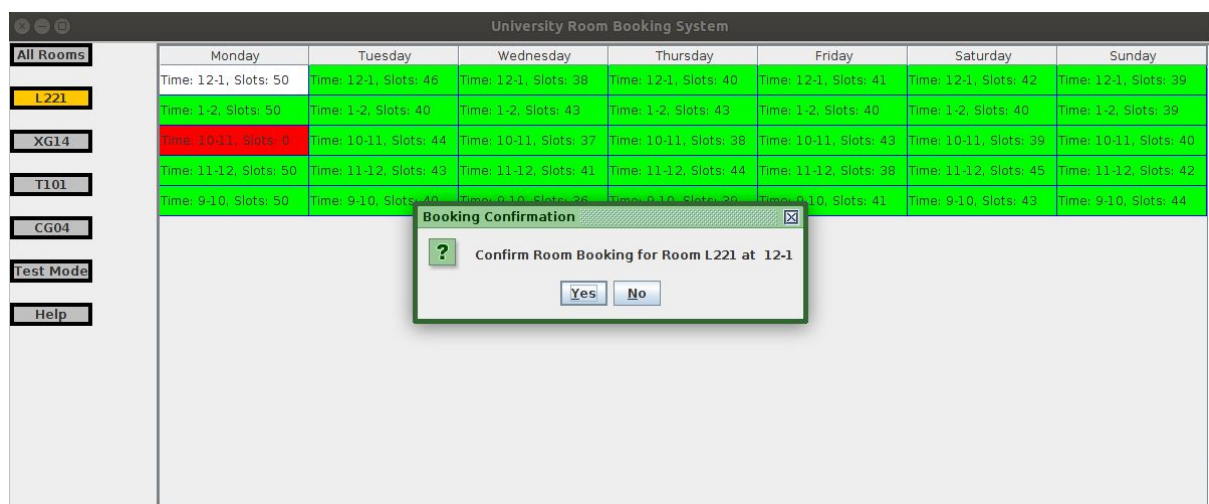 University Room Booking System
All Rooms
L221
XG14
T101
CG04
Test Mode
Help
Monday Tuesday Wednesday Thursday Friday Saturday Sunday
Time: 12-1, Slots: 50 Time: 12-1, Slots: 46 Time: 12-1, Slots: 38 Time: 12-1, Slots: 40 Time: 12-1, Slots: 41 Time: 12-1, Slots: 42 Time: 12-1, Slots: 39
Time: 1-2, Slots: 50 Time: 1-2, Slots: 40 Time: 1-2, Slots: 43 Time: 1-2, Slots: 43 Time: 1-2, Slots: 40 Time: 1-2, Slots: 40 Time: 1-2, Slots: 39
Time: 10-11, Slots: 0 Time: 10-11, Slots: 44 Time: 10-11, Slots: 37 Time: 10-11, Slots: 38 Time: 10-11, Slots: 43 Time: 10-11, Slots: 39 Time: 10-11, Slots: 40
Time: 11-12, Slots: 50 Time: 11-12, Slots: 43 Time: 11-12, Slots: 41 Time: 11-12, Slots: 44 Time: 11-12, Slots: 38 Time: 11-12, Slots: 45 Time: 11-12, Slots: 42
Time: 9-10, Slots: 50 Time: 9-10, Slots: 40 Time: 9-10, Slots: 36 Time: 9-10, Slots: 39 Time: 9-10, Slots: 41 Time: 9-10, Slots: 43 Time: 9-10, Slots: 44
Booking Confirmation
? Confirm Room Booking for Room L221 at 12-1
Yes No